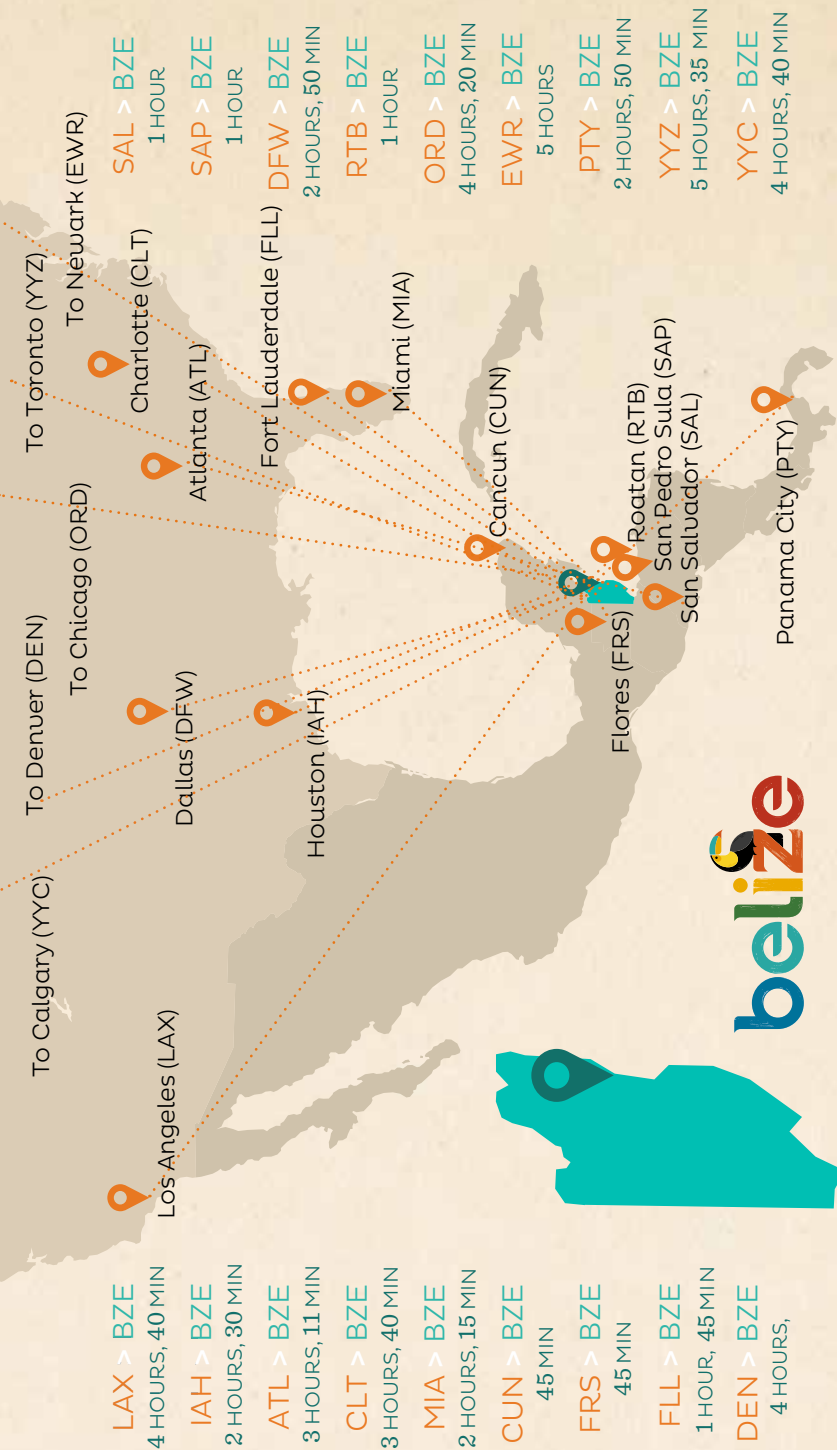 LAX > BZE
4 HOURS, 40 MIN
IAH > BZE
2 HOURS, 30 MIN
ATL > BZE
3 HOURS, 11 MIN
CLT > BZE
3 HOURS, 40 MIN
MIA > BZE
2 HOURS, 15 MIN
CUN > BZE
45 MIN
FRS > BZE
45 MIN
FLL > BZE
1 HOUR, 45 MIN
DEN > BZE
4 HOURS,
To Calgary (YYC)
To Denver (DEN)
To Chicago (ORD)
To Toronto (YYZ)
To Newark (EWR)
Los Angeles (LAX)
Dallas (DFW)
Houston (IAH)
Atlanta (ATL)
Charlotte (CLT)
Fort Lauderdale (FLL)
Miami (MIA)
Cancun (CUN)
Flores (FRS)
Roatan (RTB)
San Pedro Sula (SAP)
San Salvador (SAL)
Panama City (PTY)
belize
SAL > BZE
1 HOUR
SAP > BZE
1 HOUR
DFW > BZE
2 HOURS, 50 MIN
RTB > BZE
1 HOUR
ORD > BZE
4 HOURS, 20 MIN
EWR > BZE
5 HOURS
PTY > BZE
2 HOURS, 50 MIN
YYZ > BZE
5 HOURS, 35 MIN
YYC > BZE
4 HOURS, 40 MIN